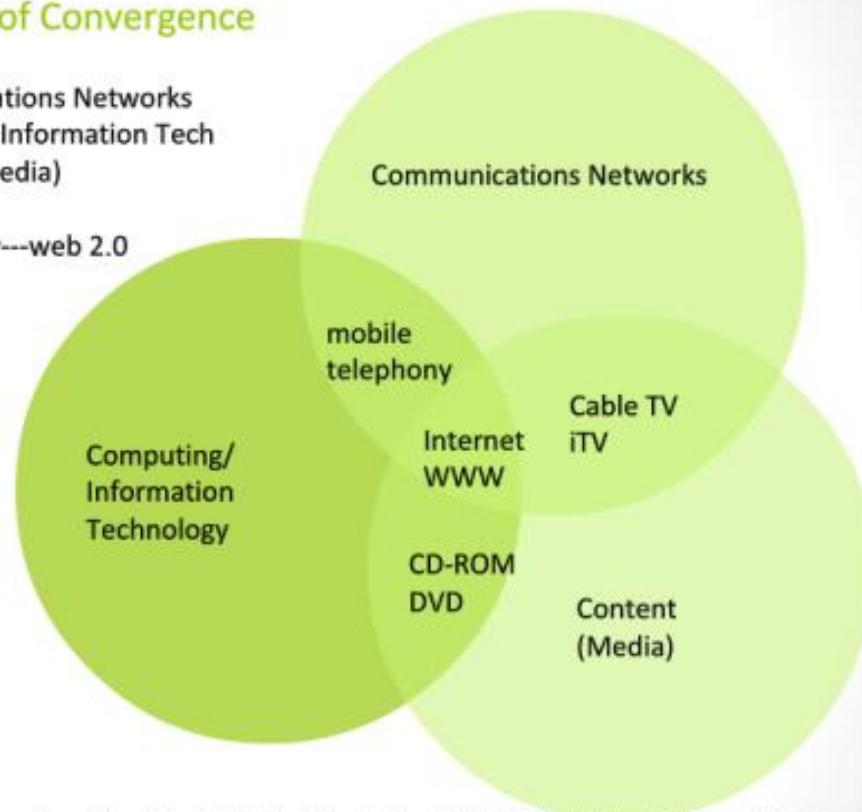 of Convergence
ations Networks
Information Tech
edia)
---web 2.0
Communications Networks
mobile
telephony
Cable TV
iTV
Internet
WWW
Computing/
Information
Technology
CD-ROM
DVD
Content
(Media)